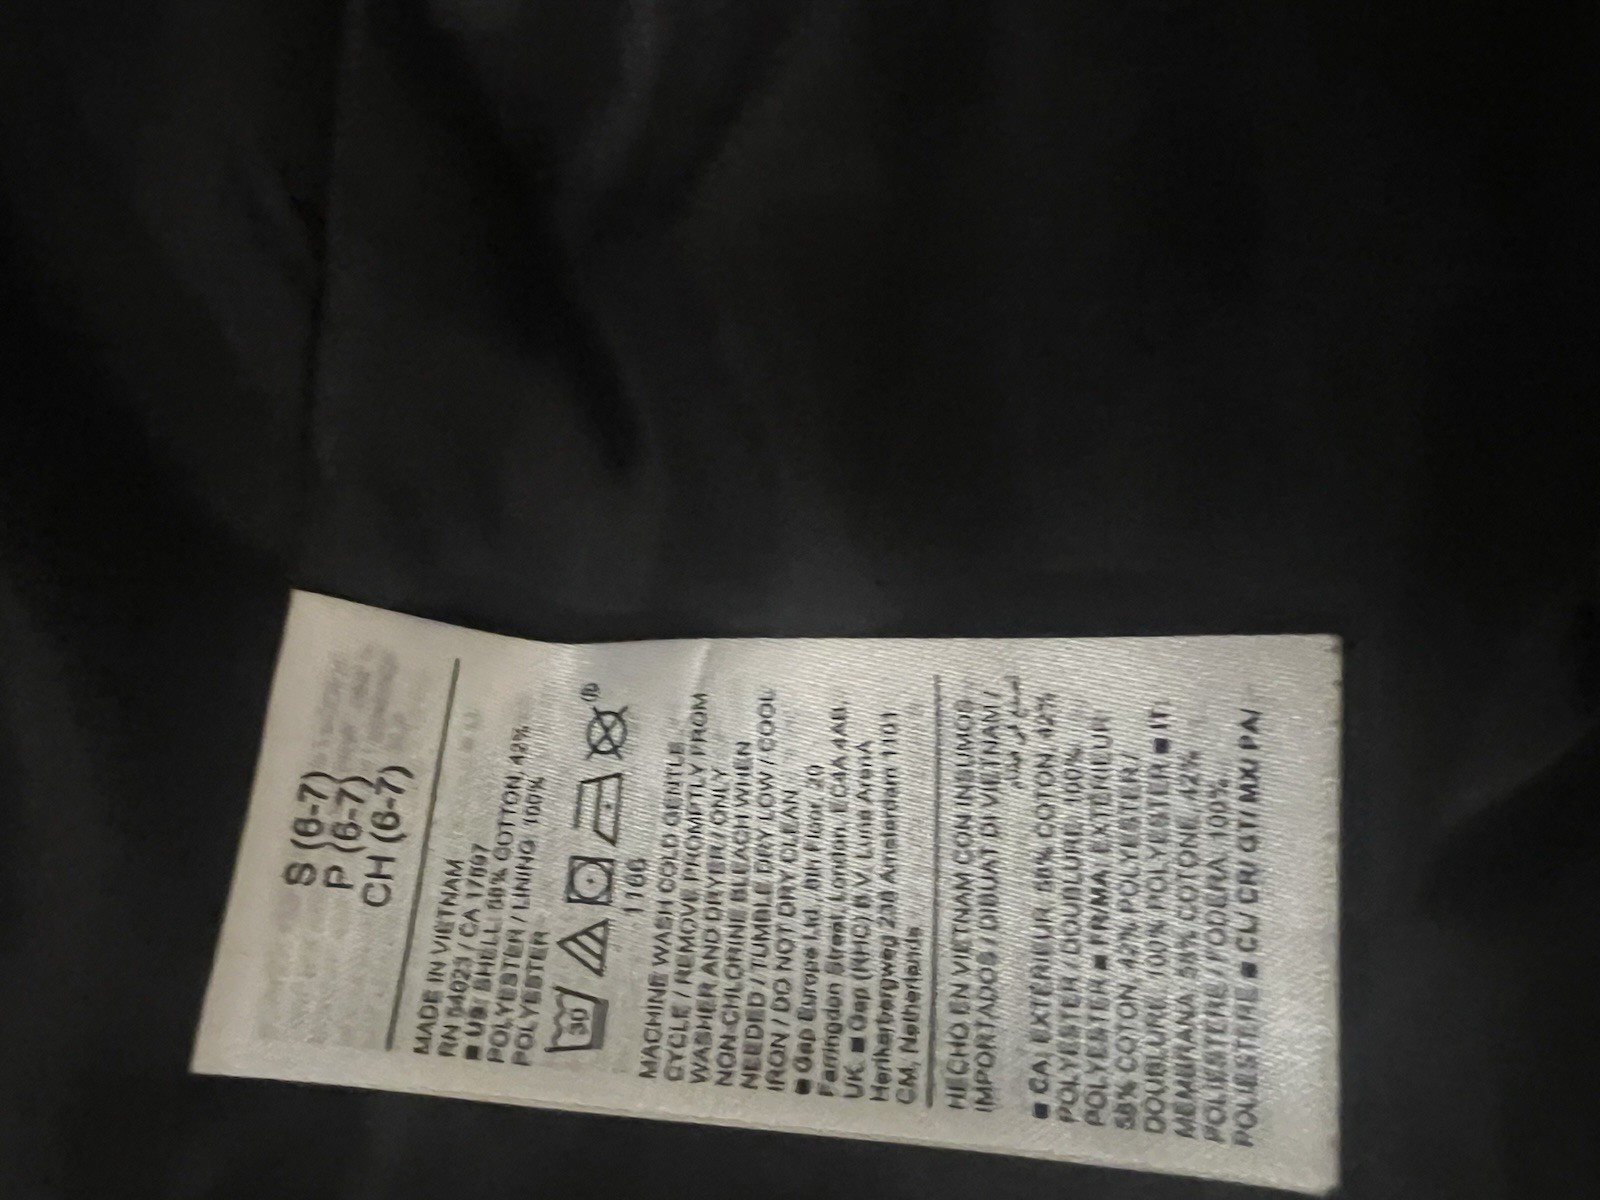 S (6-7)
P (6-7)
CH (6-7)
MADE IN VIETNAM
RN 54023 / CA 17897
■ US SHELL: 58% COTTON, 42%
POLYESTER / LINING: 100%
POLYESTER
30
1166
MACHINE WASH COLD GENTLE
CYCLE / REMOVE PROMPTLY FROM
WASHER AND DRYER / ONLY
NON-CHLORINE BLEACH WHEN
NEEDED / TUMBLE DRY LOW / COOL
IRON / DO NOT DRY CLEAN
■ Gap Europe Ltd, 8th Floor, 20
Farringdon Street, London, EC4A 4AB,
UK ■ Gap (RHC) B.V. Luna ArenA
Herikerbergweg 238 Amsterdam 1101
CM, Netherlands
HECHO EN VIETNAM CON INSUMOS
IMPORTADOS / DIBUAT DI VIETNAM /
■ CA EXTÉRIEUR: 58% COTON, 42%
POLYESTER / DOUBLURE: 100%
POLYESTER ■ FR/MA EXTÉRIEUR:
58% COTON, 42% POLYESTER /
DOUBLURE: 100% POLYESTER ■ IT:
MEMBRANA: 58% COTONE, 42%
POLIESTERE / FODERA: 100%
POLIESTERE ■ CL/ CR/ GT/ MX/ PA/